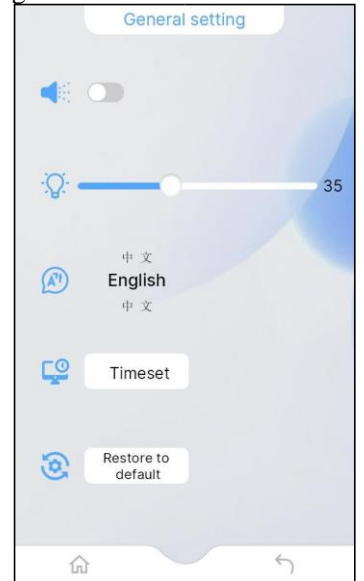 General setting
35
中 文
English
中 文
Timeset
Restore to
default